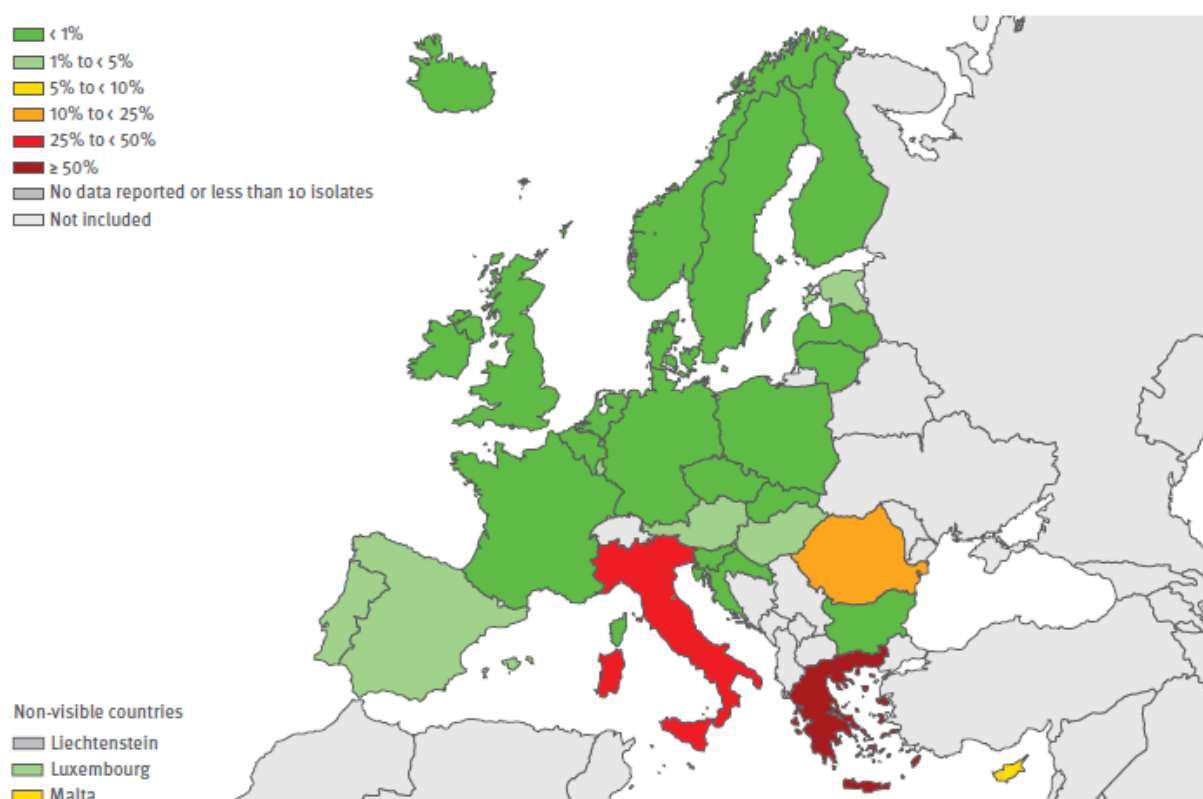 < 1%
1% to < 5%
5% to < 10%
10% to < 25%
25% to < 50%
≥ 50%
No data reported or less than 10 isolates
Not included
Non-visible countries
Liechtenstein
Luxembourg
Malta